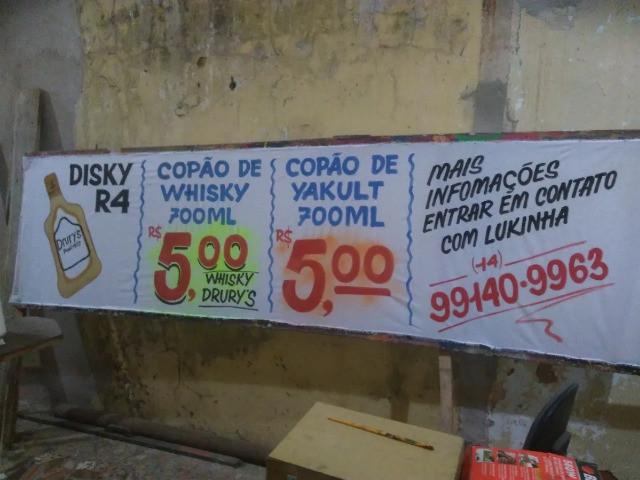 DISKY
R4
Drury's
COPÃO DE
WHISKY
700ML
R$
5,00
WHISKY
DRURY'S
COPÃO DE
YAKULT
700ML
R$
5,00
MAIS
INFOMAÇÕES
ENTRAR EM CONTATO
COM LUKINHA
(14)
99140-9963